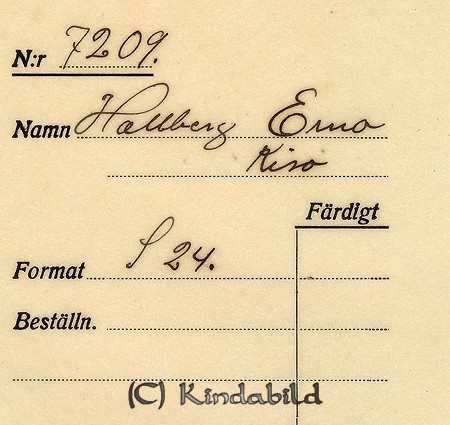 N:r 7209.
Namn Hallberg Erna
Kisa
Färdigt
Format S 24.
Beställn.
(C) Kindabild